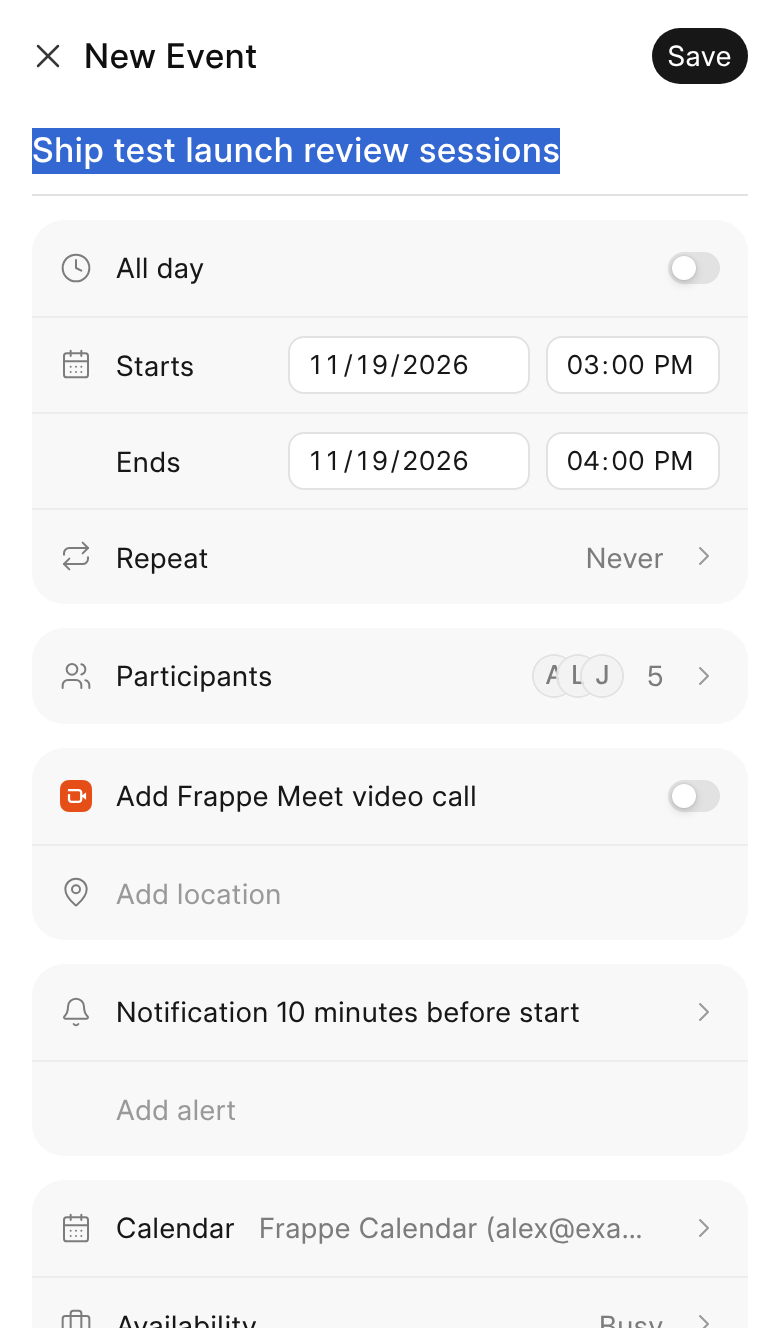 New Event
Save
Ship test launch review sessions
All day
Starts 11/19/2026 03:00 PM
Ends 11/19/2026 04:00 PM
Repeat Never
Participants A L J 5
Add Frappe Meet video call
Add location
Notification 10 minutes before start
Add alert
Calendar Frappe Calendar (alex@exa...
Availability Busy